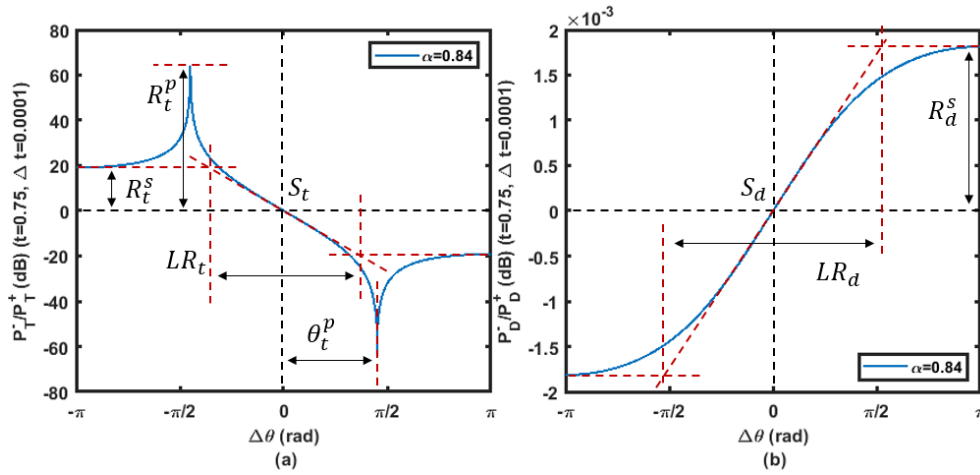 80
60
40
20
0
-20
-40
-60
-80
P_T^-/P_T^+ (dB) (t=0.75, Δ t=0.0001)
α=0.84
R_t^p
R_t^s
S_t
LR_t
θ_t^p
-π
-π/2
0
π/2
π
Δθ (rad)
(a)
×10^-3
2
1.5
1
0.5
0
-0.5
-1
-1.5
-2
P_D^-/P_D^+ (dB) (t=0.75, Δ t=0.0001)
R_d^s
S_d
LR_d
α=0.84
-π
-π/2
0
π/2
π
Δθ (rad)
(b)